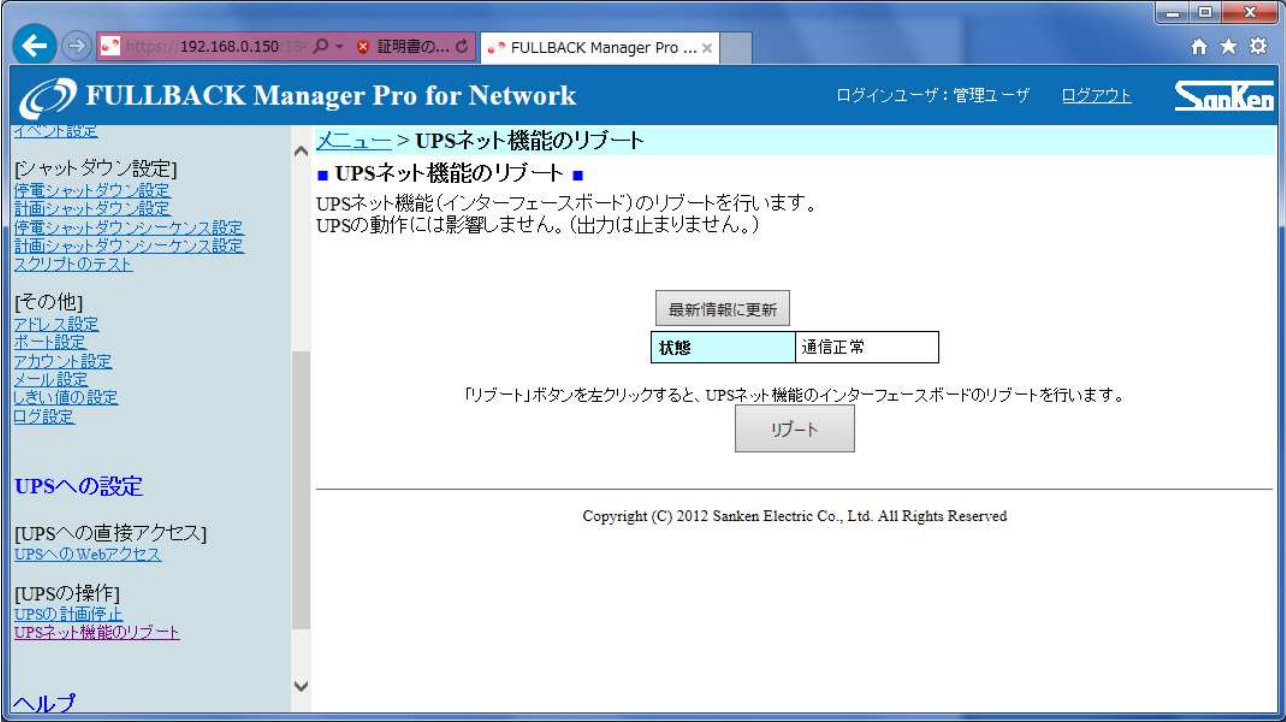 https://192.168.0.150
証明書の...
FULLBACK Manager Pro ...
FULLBACK Manager Pro for Network
ログインユーザ：管理ユーザ
ログアウト
SanKen
イベント設定
[シャットダウン設定]
停電シャットダウン設定
計画シャットダウン設定
停電シャットダウンシーケンス設定
計画シャットダウンシーケンス設定
スクリプトのテスト
[その他]
アドレス設定
ポート設定
アカウント設定
メール設定
しきい値の設定
ログ設定
UPSへの設定
[UPSへの直接アクセス]
UPSへのWebアクセス
[UPSの操作]
UPSの計画停止
UPSネット機能のリブート
ヘルプ
メニュー > UPSネット機能のリブート
■ UPSネット機能のリブート ■
UPSネット機能(インターフェースボード)のリブートを行います。
UPSの動作には影響しません。(出力は止まりません。)
最新情報に更新
状態 通信正常
「リブート」ボタンを左クリックすると、UPSネット機能のインターフェースボードのリブートを行います。
リブート
Copyright (C) 2012 Sanken Electric Co., Ltd. All Rights Reserved